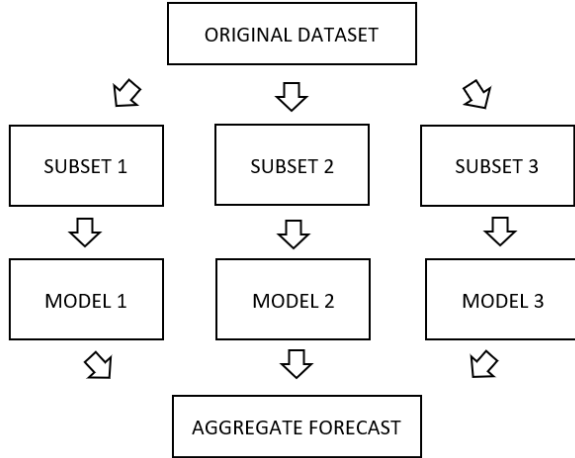 ORIGINAL DATASET
SUBSET 1
SUBSET 2
SUBSET 3
MODEL 1
MODEL 2
MODEL 3
AGGREGATE FORECAST